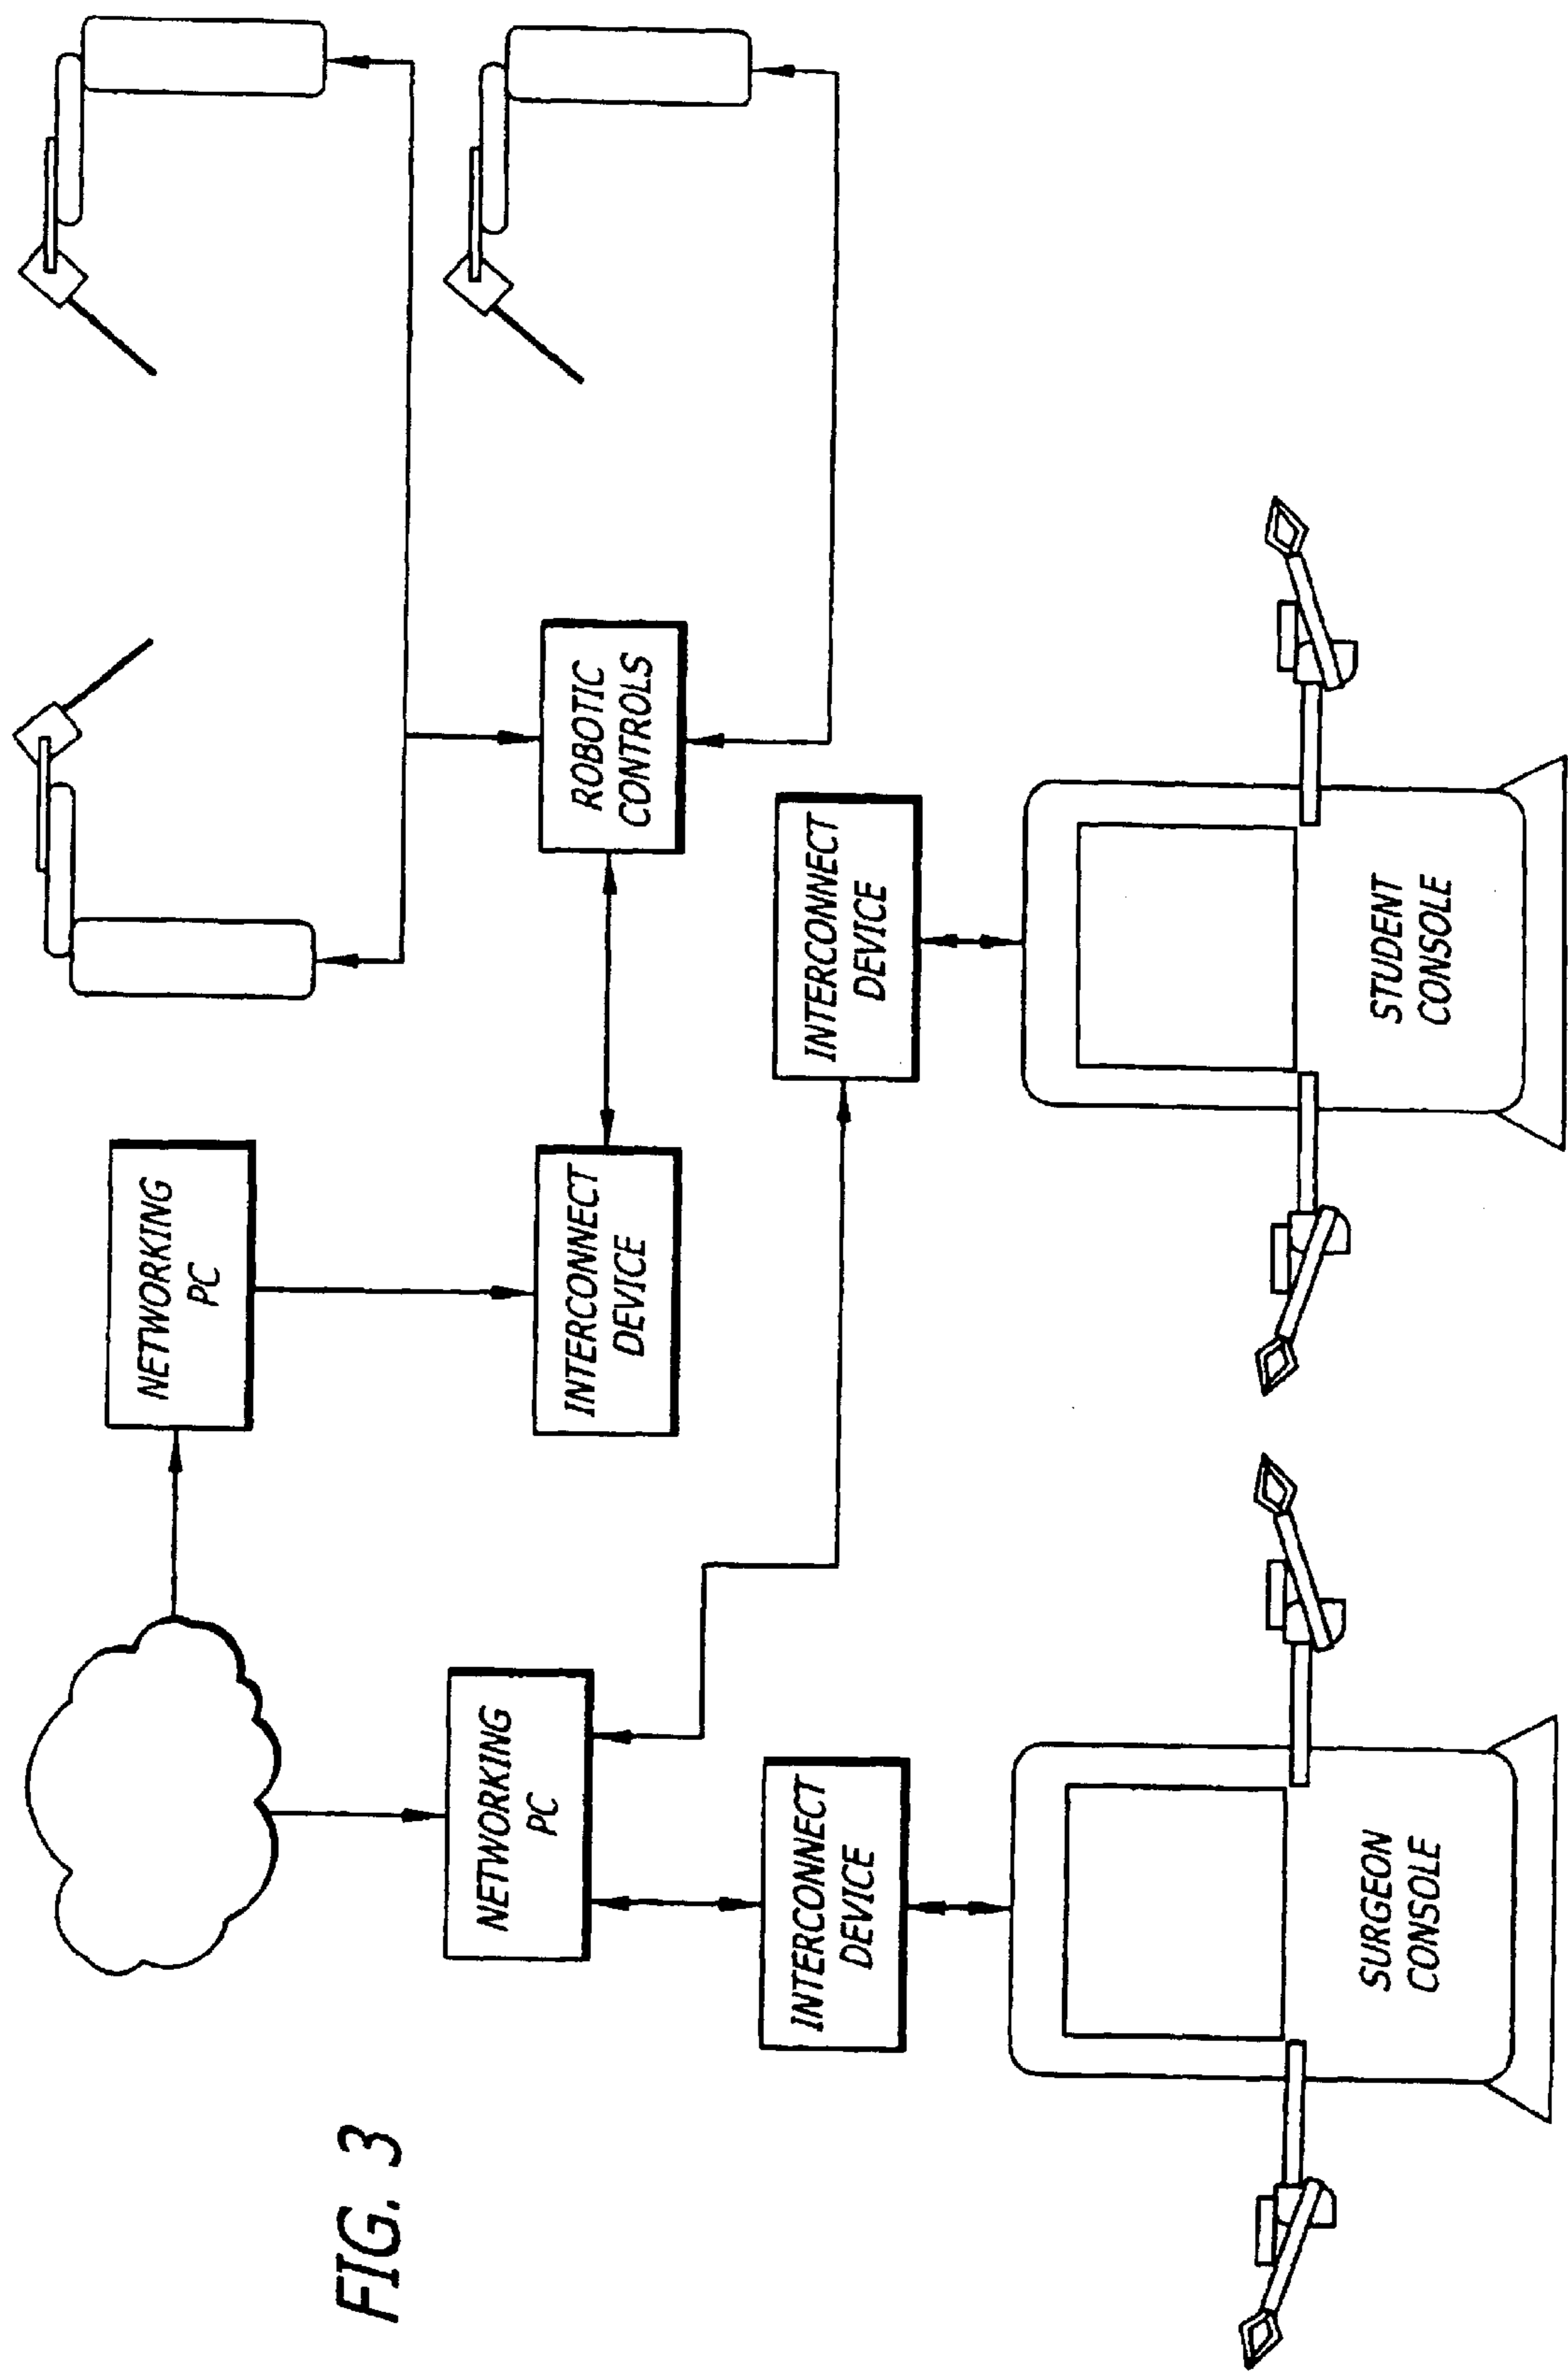 FIG. 3
NETWORKING
PC
NETWORKING
PC
INTERCONNECT
DEVICE
ROBOTIC
CONTROLS
INTERCONNECT
DEVICE
INTERCONNECT
DEVICE
SURGEON
CONSOLE
STUDENT
CONSOLE